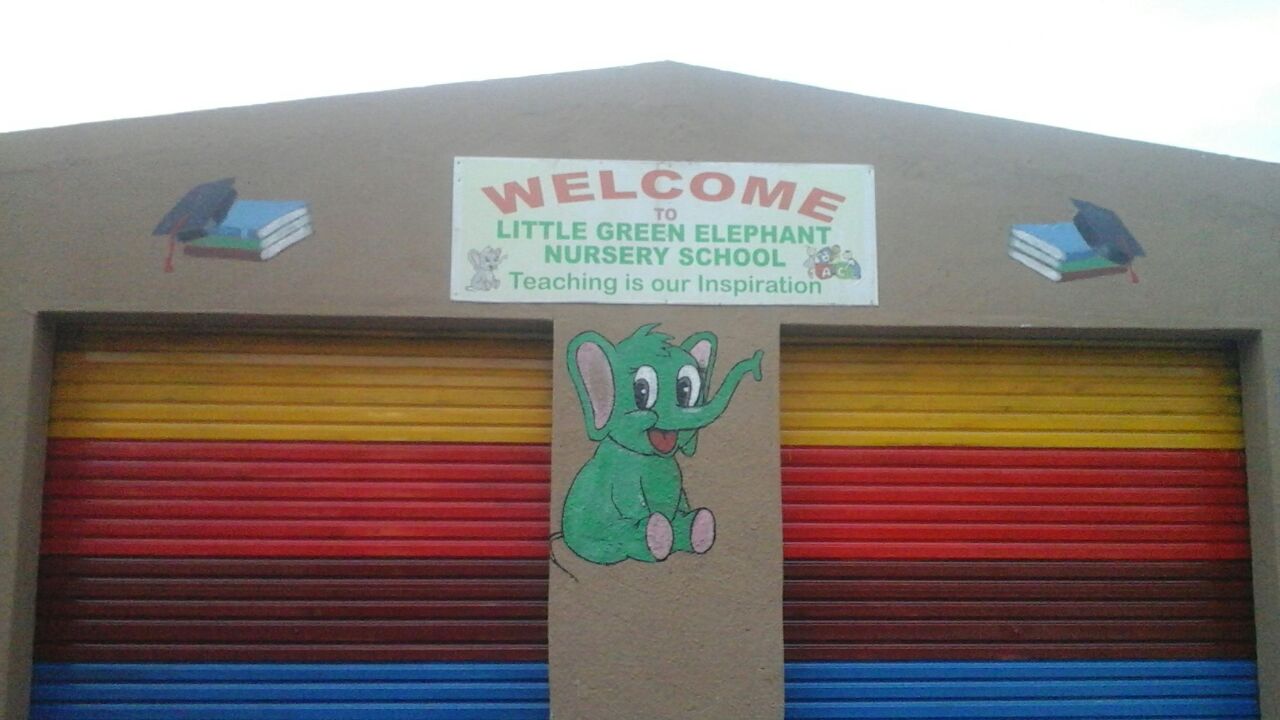 WELCOME
TO
LITTLE GREEN ELEPHANT
NURSERY SCHOOL
Teaching is our Inspiration